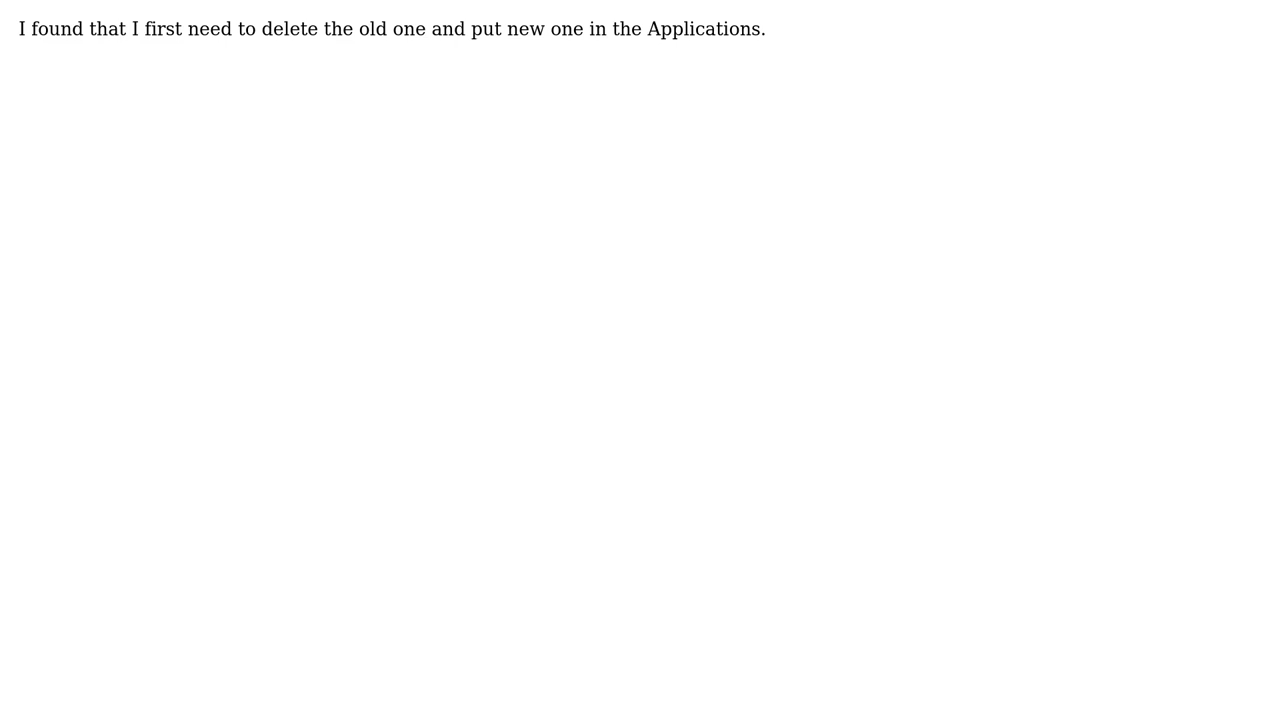 I found that I first need to delete the old one and put new one in the Applications.